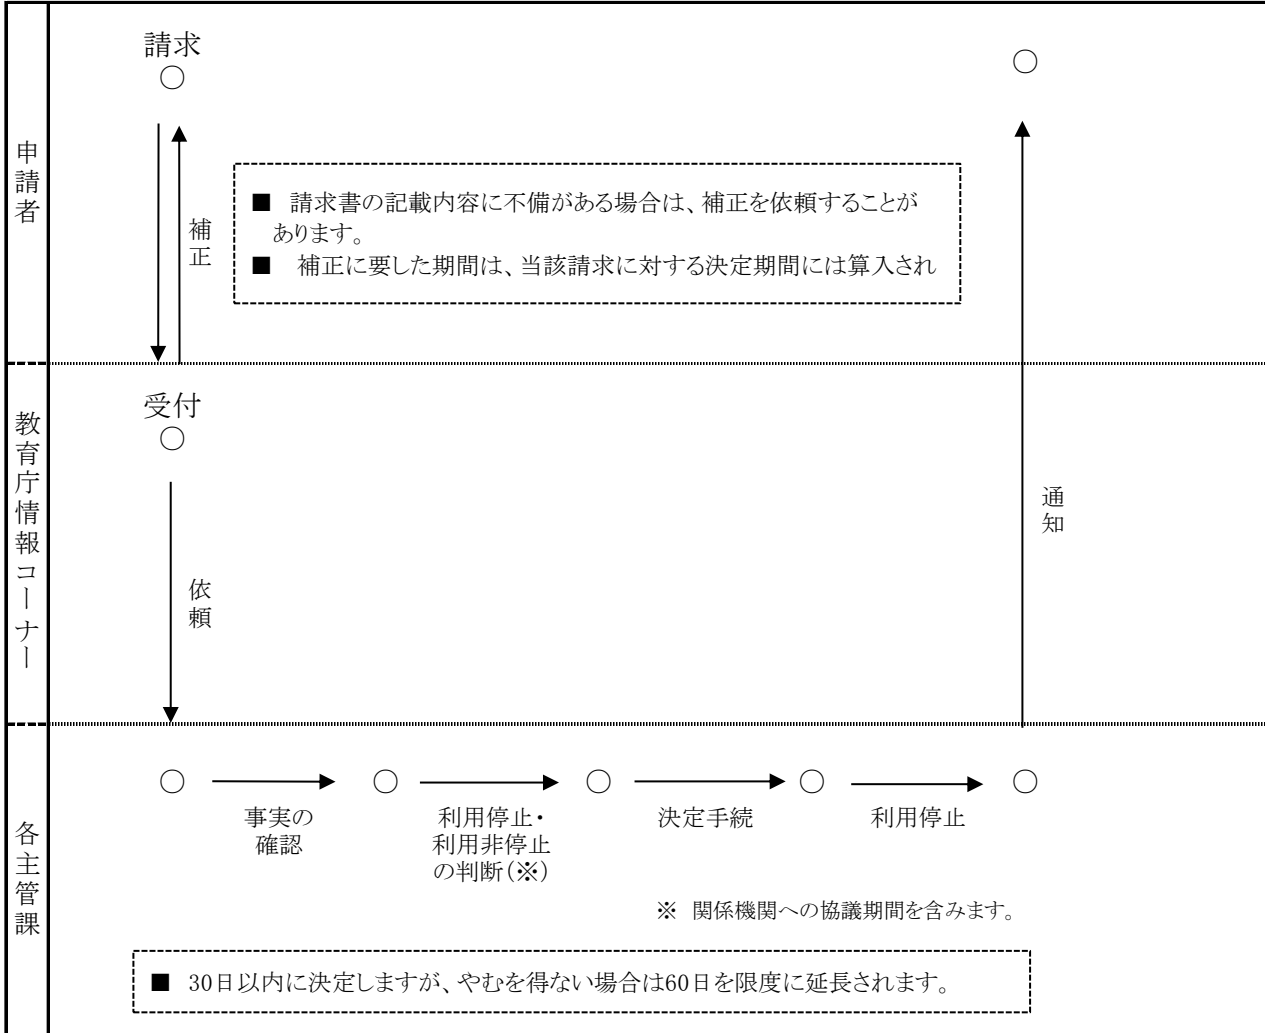 申請者
請求
補正
■ 請求書の記載内容に不備がある場合は、補正を依頼することが
あります。
■ 補正に要した期間は、当該請求に対する決定期間には算入され
教育庁情報コーナー
受付
依頼
通知
各主管課
事実の
確認
利用停止・
利用非停止
の判断(※)
決定手続
利用停止
※ 関係機関への協議期間を含みます。
■ 30日以内に決定しますが、やむを得ない場合は60日を限度に延長されます。